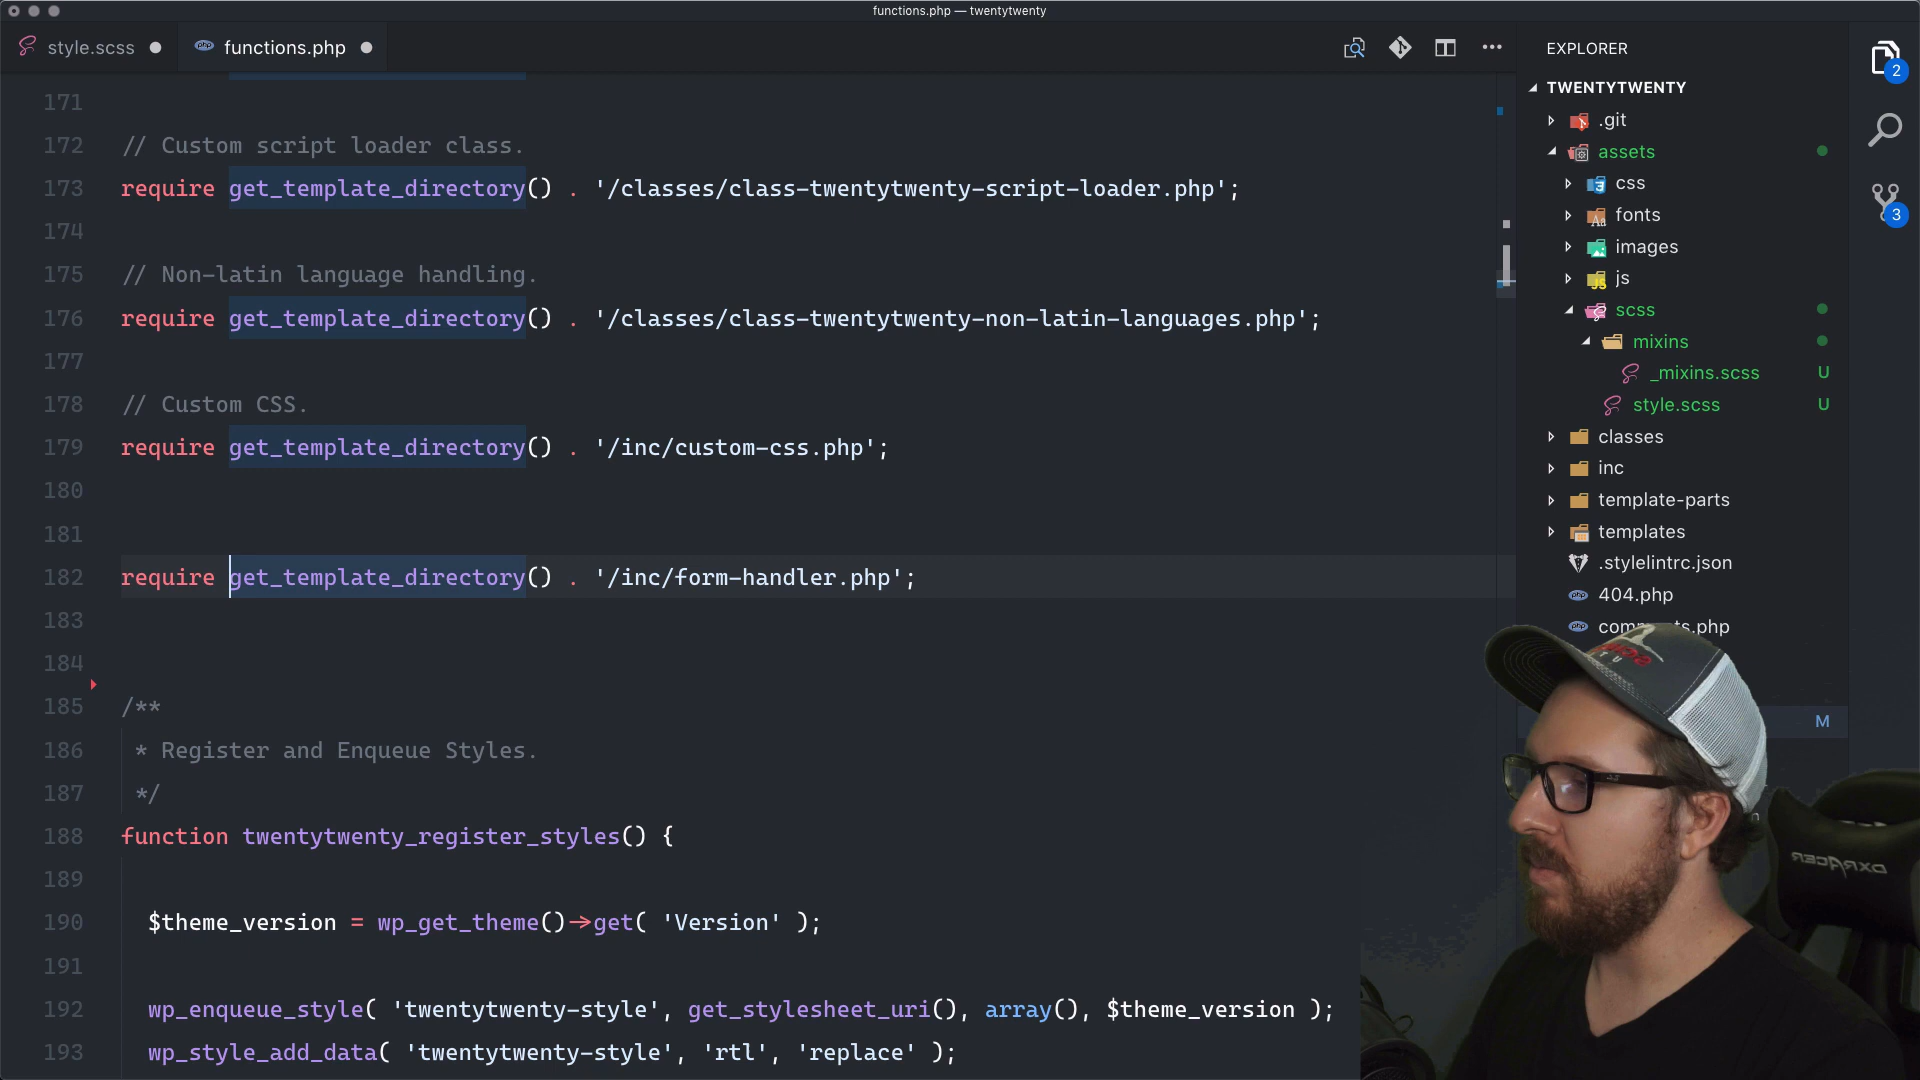 functions.php — twentytwenty
style.scss
functions.php
171
172 // Custom script loader class.
173 require get_template_directory() . '/classes/class-twentytwenty-script-loader.php';
174
175 // Non-latin language handling.
176 require get_template_directory() . '/classes/class-twentytwenty-non-latin-languages.php';
177
178 // Custom CSS.
179 require get_template_directory() . '/inc/custom-css.php';
180
181
182 require get_template_directory() . '/inc/form-handler.php';
183
184
185 /**
186 * Register and Enqueue Styles.
187 */
188 function twentytwenty_register_styles() {
189
190 $theme_version = wp_get_theme()->get( 'Version' );
191
192 wp_enqueue_style( 'twentytwenty-style', get_stylesheet_uri(), array(), $theme_version );
193 wp_style_add_data( 'twentytwenty-style', 'rtl', 'replace' );
EXPLORER
TWENTYTWENTY
.git
assets
css
fonts
images
js
scss
mixins
_mixins.scss U
style.scss U
classes
inc
template-parts
templates
.stylelintrc.json
404.php
M
2
3
DXRACER